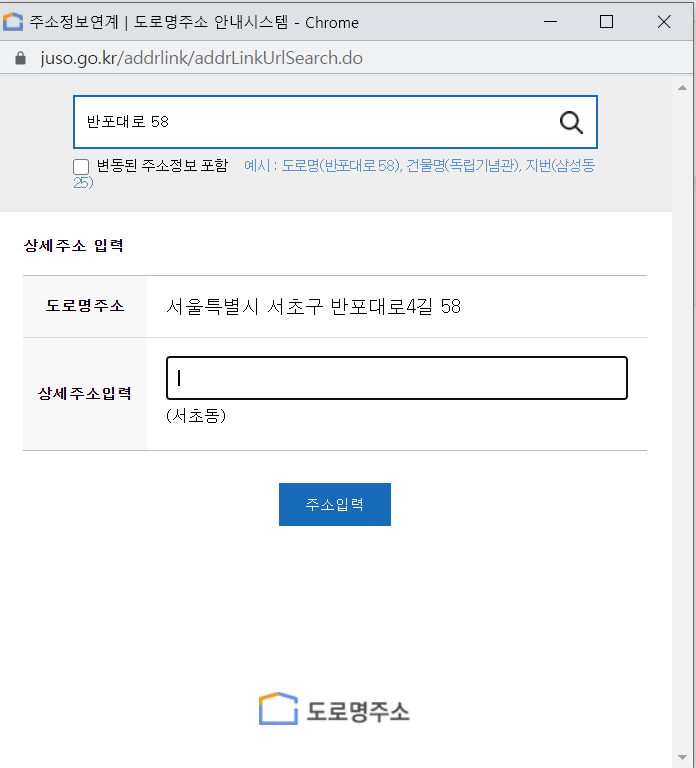 주소정보연계 | 도로명주소 안내시스템 - Chrome
juso.go.kr/addrlink/addrLinkUrlSearch.do
반포대로 58
변동된 주소정보 포함 예시 : 도로명(반포대로 58), 건물명(독립기념관), 지번(삼성동
25)
상세주소 입력
도로명주소 서울특별시 서초구 반포대로4길 58
상세주소입력
(서초동)
주소입력
도로명주소